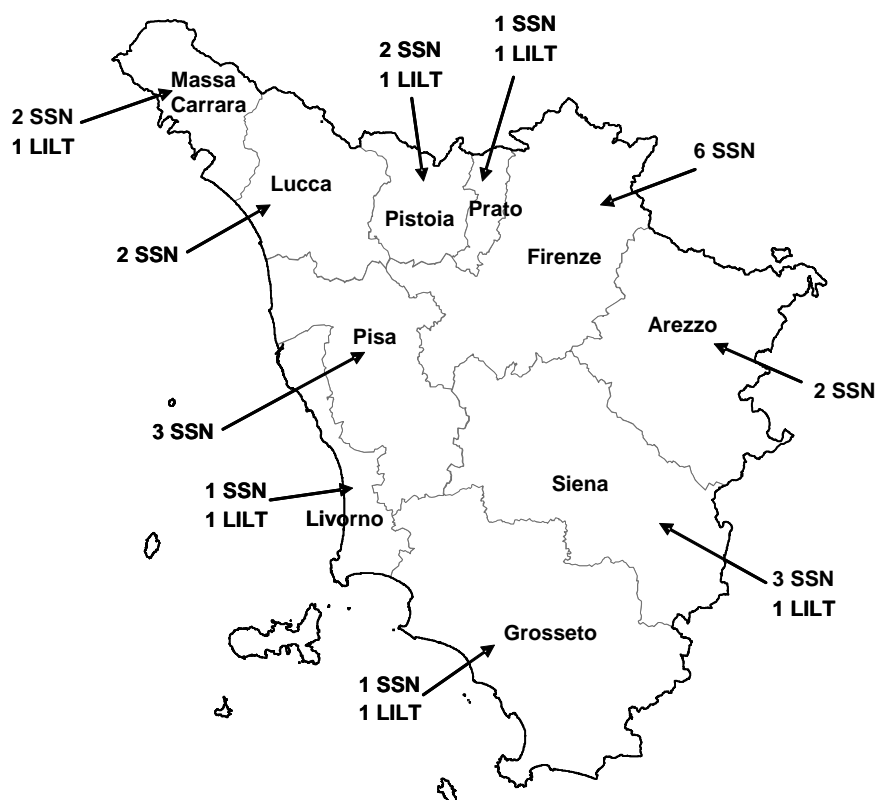 1 SSN
1 LILT
2 SSN
1 LILT
Massa
Carrara
2 SSN
1 LILT
6 SSN
Lucca
Pistoia
Prato
2 SSN
Firenze
Arezzo
Pisa
2 SSN
3 SSN
Siena
1 SSN
1 LILT
Livorno
3 SSN
1 LILT
Grosseto
1 SSN
1 LILT